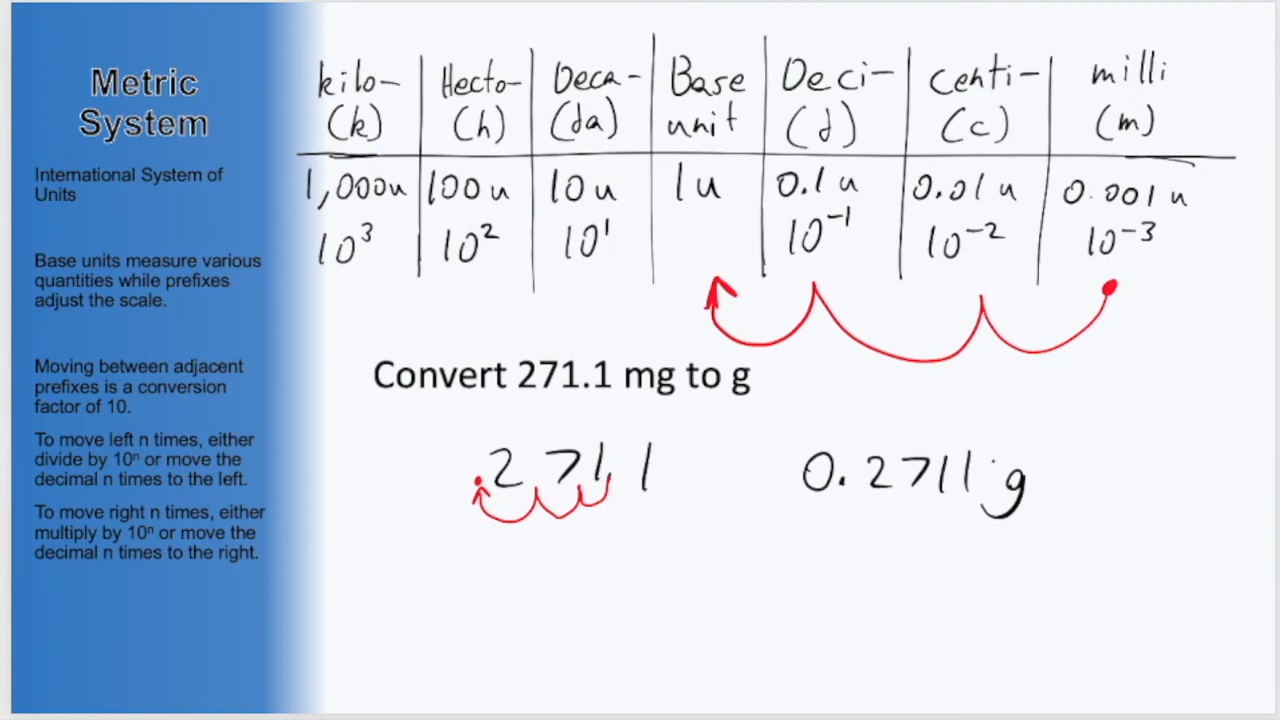 Metric
System
International System of
Units
Base units measure various
quantities while prefixes
adjust the scale.
Moving between adjacent
prefixes is a conversion
factor of 10.
To move left n times, either
divide by 10ⁿ or move the
decimal n times to the left.
To move right n times, either
multiply by 10ⁿ or move the
decimal n times to the right.
kilo- Hecto- Deca- Base Deci- centi- milli
(k) (h) (da) unit (d) (c) (m)
1,000u 100u 10u 1u 0.1u 0.01u 0.001u
10³ 10² 10¹ 10⁻¹ 10⁻² 10⁻³
Convert 271.1 mg to g
.271.1 0.2711g